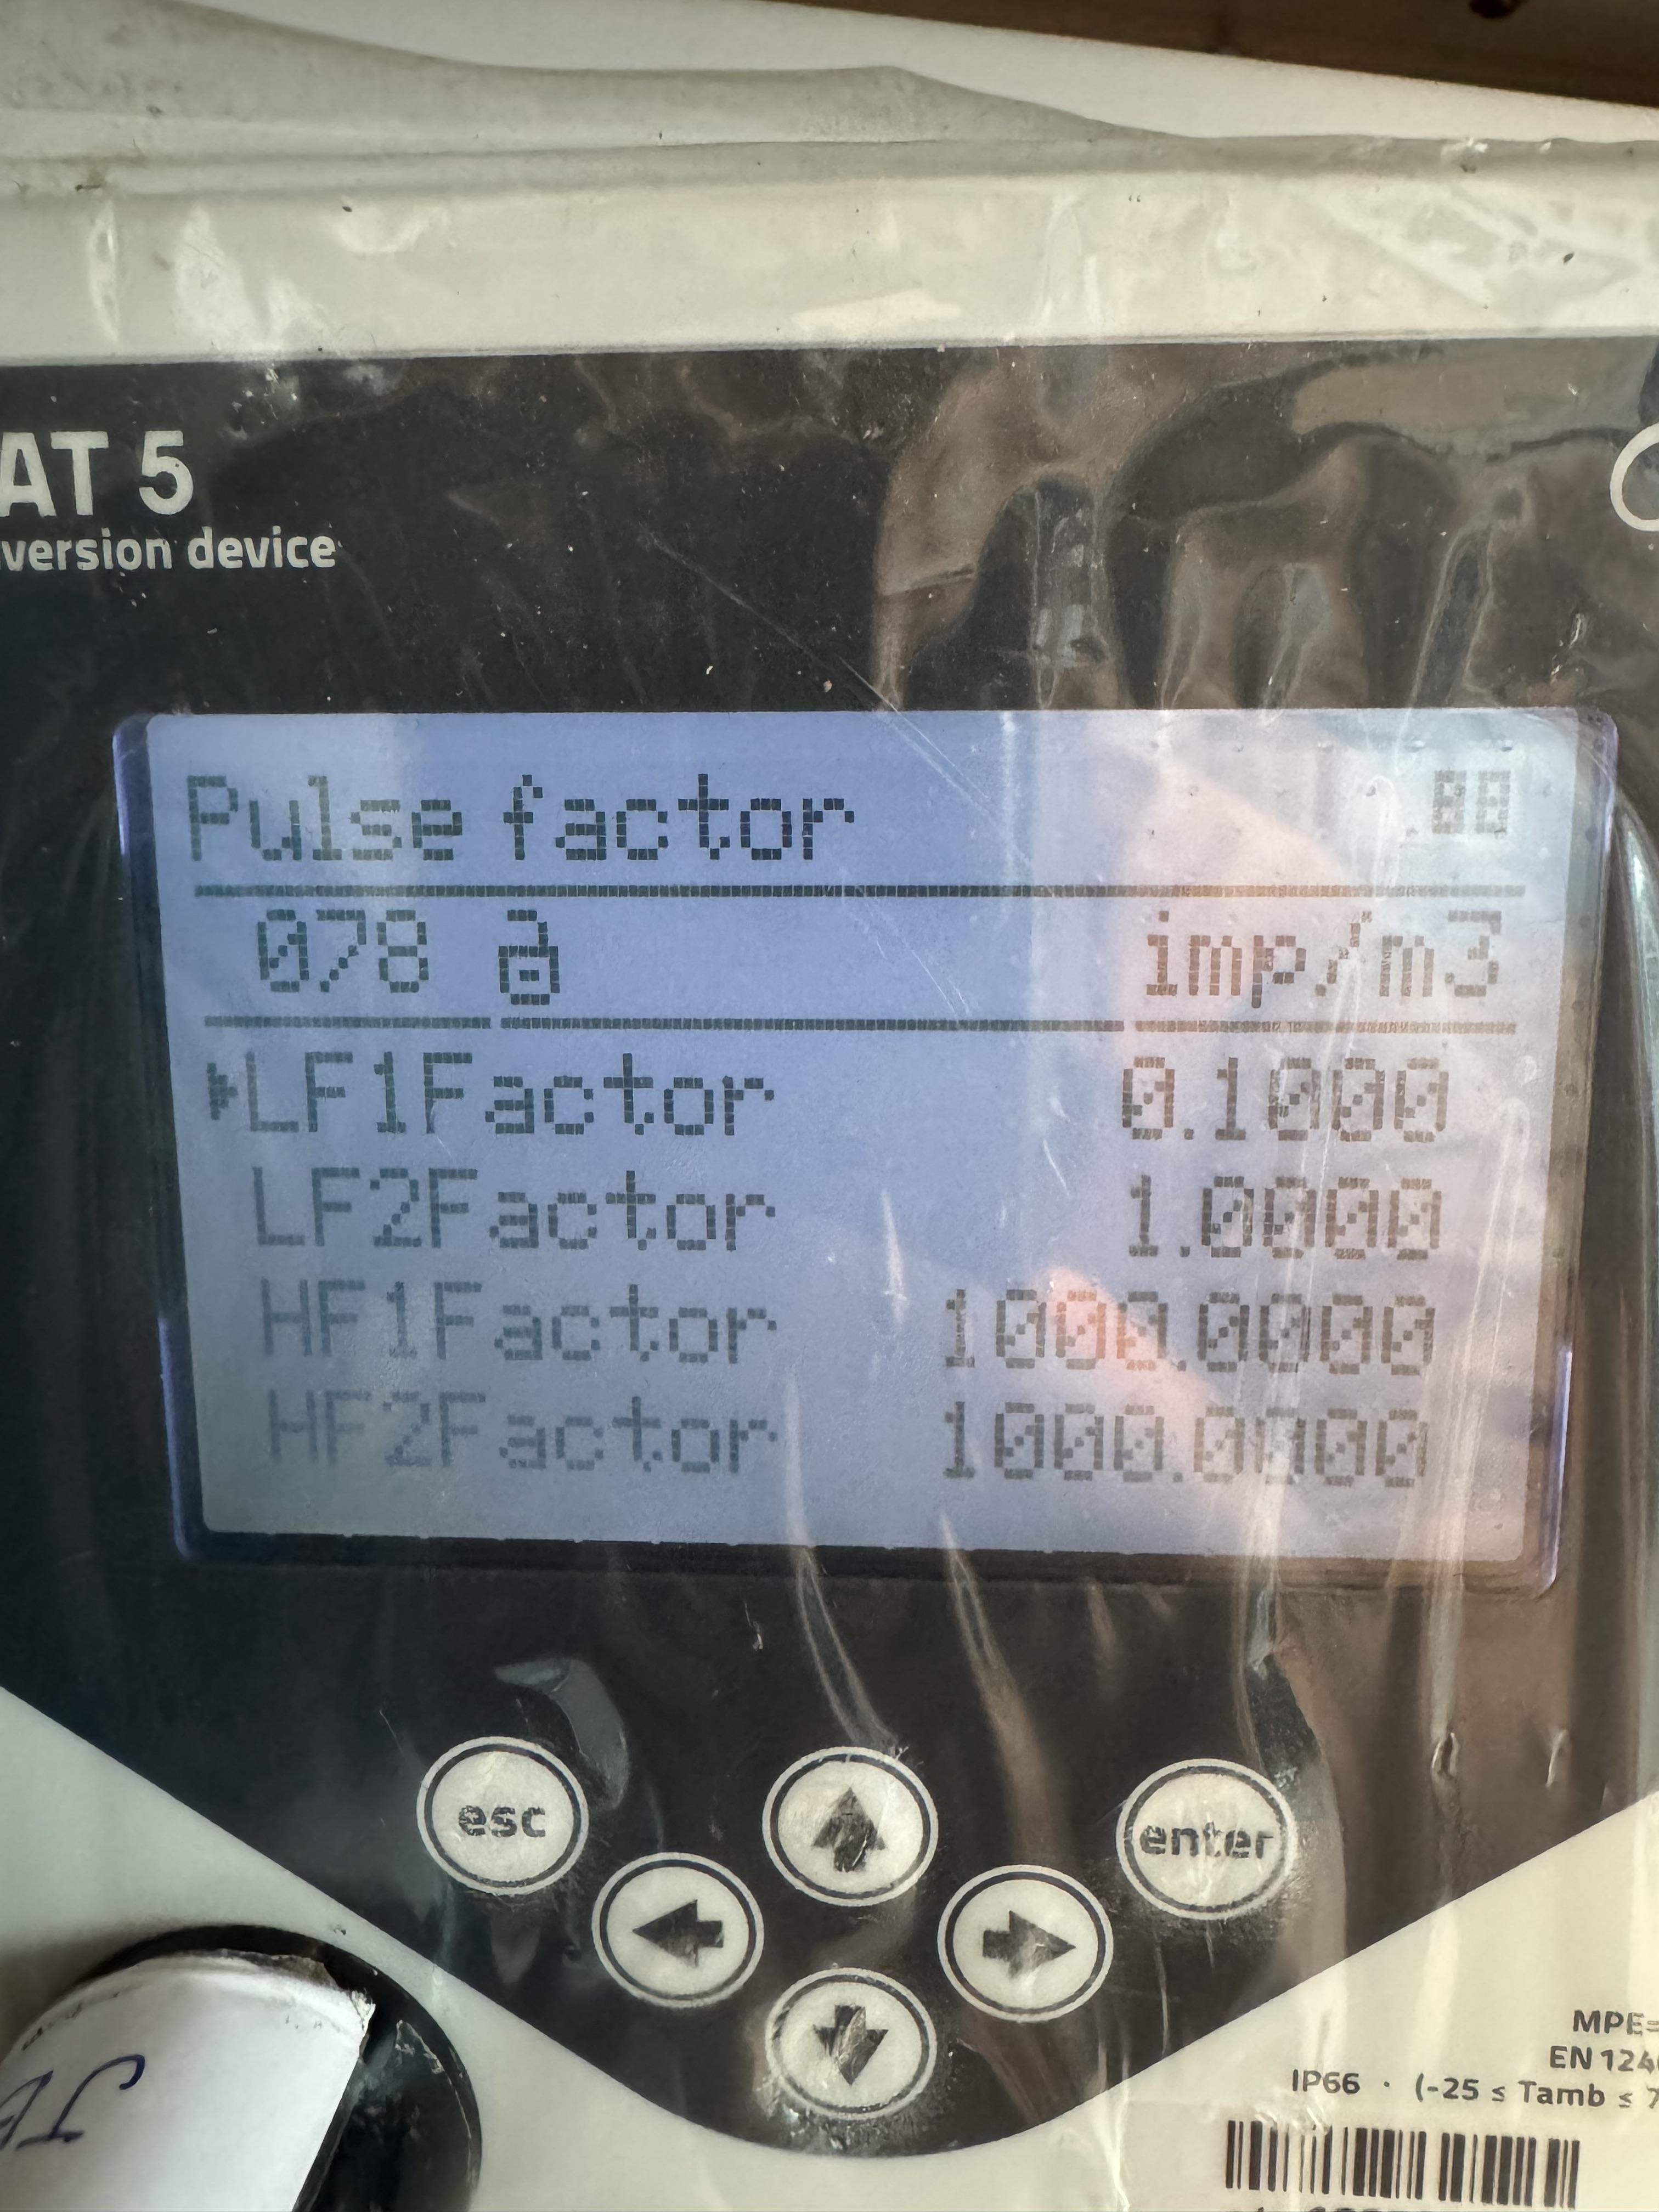 AT 5
version device
Pulse factor
078 imp/m3
LF1Factor 0.1000
LF2Factor 1.0000
HF1Factor 1000.0000
HF2Factor 1000.0000
esc
enter
MPE=
EN 124
IP66 · (-25 ≤ Tamb ≤ 7